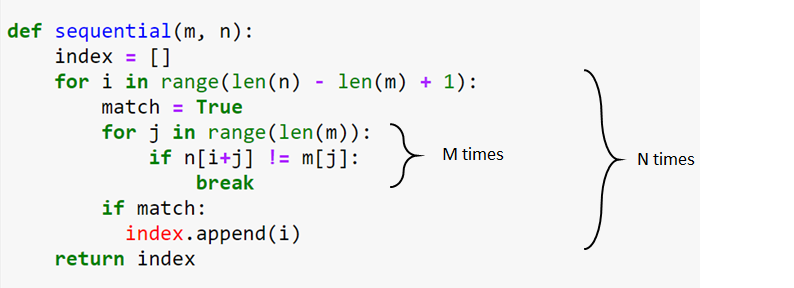 def sequential(m, n):
    index = []
    for i in range(len(n) - len(m) + 1):
        match = True
        for j in range(len(m)):
            if n[i+j] != m[j]:
                break
        if match:
          index.append(i)
    return index
M times
N times